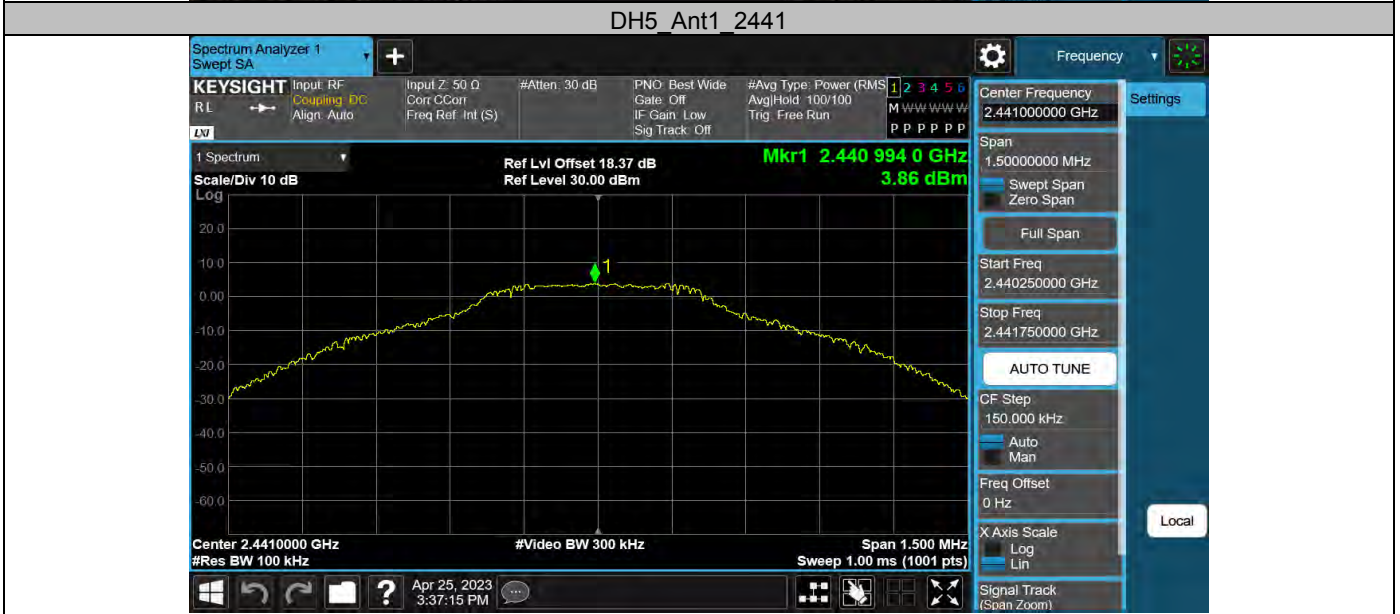 DH5_Ant1_2441
Spectrum Analyzer 1
Swept SA
Frequency
KEYSIGHT
RL
LXI
Input: RF
Coupling: DC
Align: Auto
Input Z: 50 Ω
Corr CCorr
Freq Ref: Int (S)
#Atten: 30 dB
PNO: Best Wide
Gate: Off
IF Gain: Low
Sig Track: Off
#Avg Type: Power (RMS
Avg|Hold: 100/100
Trig: Free Run
1 2 3 4 5 6
M W W W W W
P P P P P P
Center Frequency
2.441000000 GHz
Settings
1 Spectrum
Scale/Div 10 dB
Ref Lvl Offset 18.37 dB
Ref Level 30.00 dBm
Mkr1 2.440 994 0 GHz
3.86 dBm
Span
1.50000000 MHz
Swept Span
Zero Span
Full Span
Start Freq
2.440250000 GHz
Stop Freq
2.441750000 GHz
AUTO TUNE
CF Step
150.000 kHz
Auto
Man
Freq Offset
0 Hz
X Axis Scale
Log
Lin
Signal Track
(Span Zoom)
Local
Log
20.0
10.0
0.00
-10.0
-20.0
-30.0
-40.0
-50.0
-60.0
1
Center 2.4410000 GHz
#Res BW 100 kHz
#Video BW 300 kHz
Span 1.500 MHz
Sweep 1.00 ms (1001 pts)
?
Apr 25, 2023
3:37:15 PM